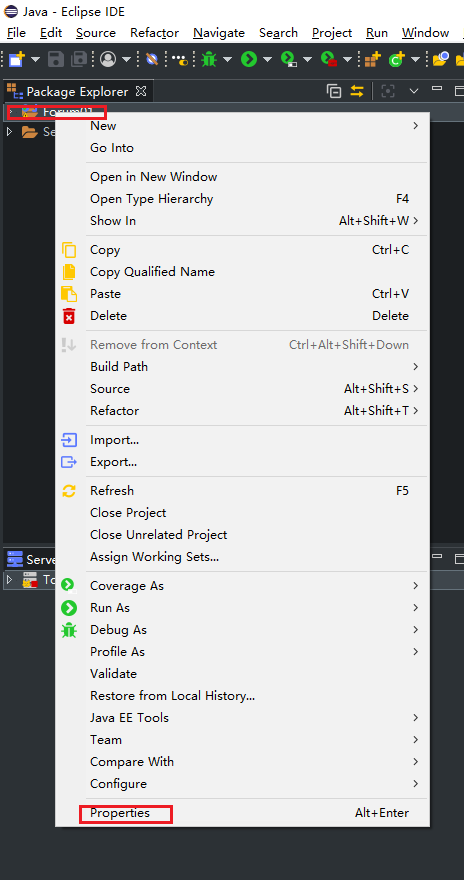 Java - Eclipse IDE
File Edit Source Refactor Navigate Search Project Run Window
Package Explorer
Forum01
Se
New
Go Into
Open in New Window
Open Type Hierarchy F4
Show In Alt+Shift+W
Copy Ctrl+C
Copy Qualified Name
Paste Ctrl+V
Delete Delete
Remove from Context Ctrl+Alt+Shift+Down
Build Path
Source Alt+Shift+S
Refactor Alt+Shift+T
Import...
Export...
Refresh F5
Close Project
Close Unrelated Project
Assign Working Sets...
Serve
To
Coverage As
Run As
Debug As
Profile As
Validate
Restore from Local History...
Java EE Tools
Team
Compare With
Configure
Properties Alt+Enter